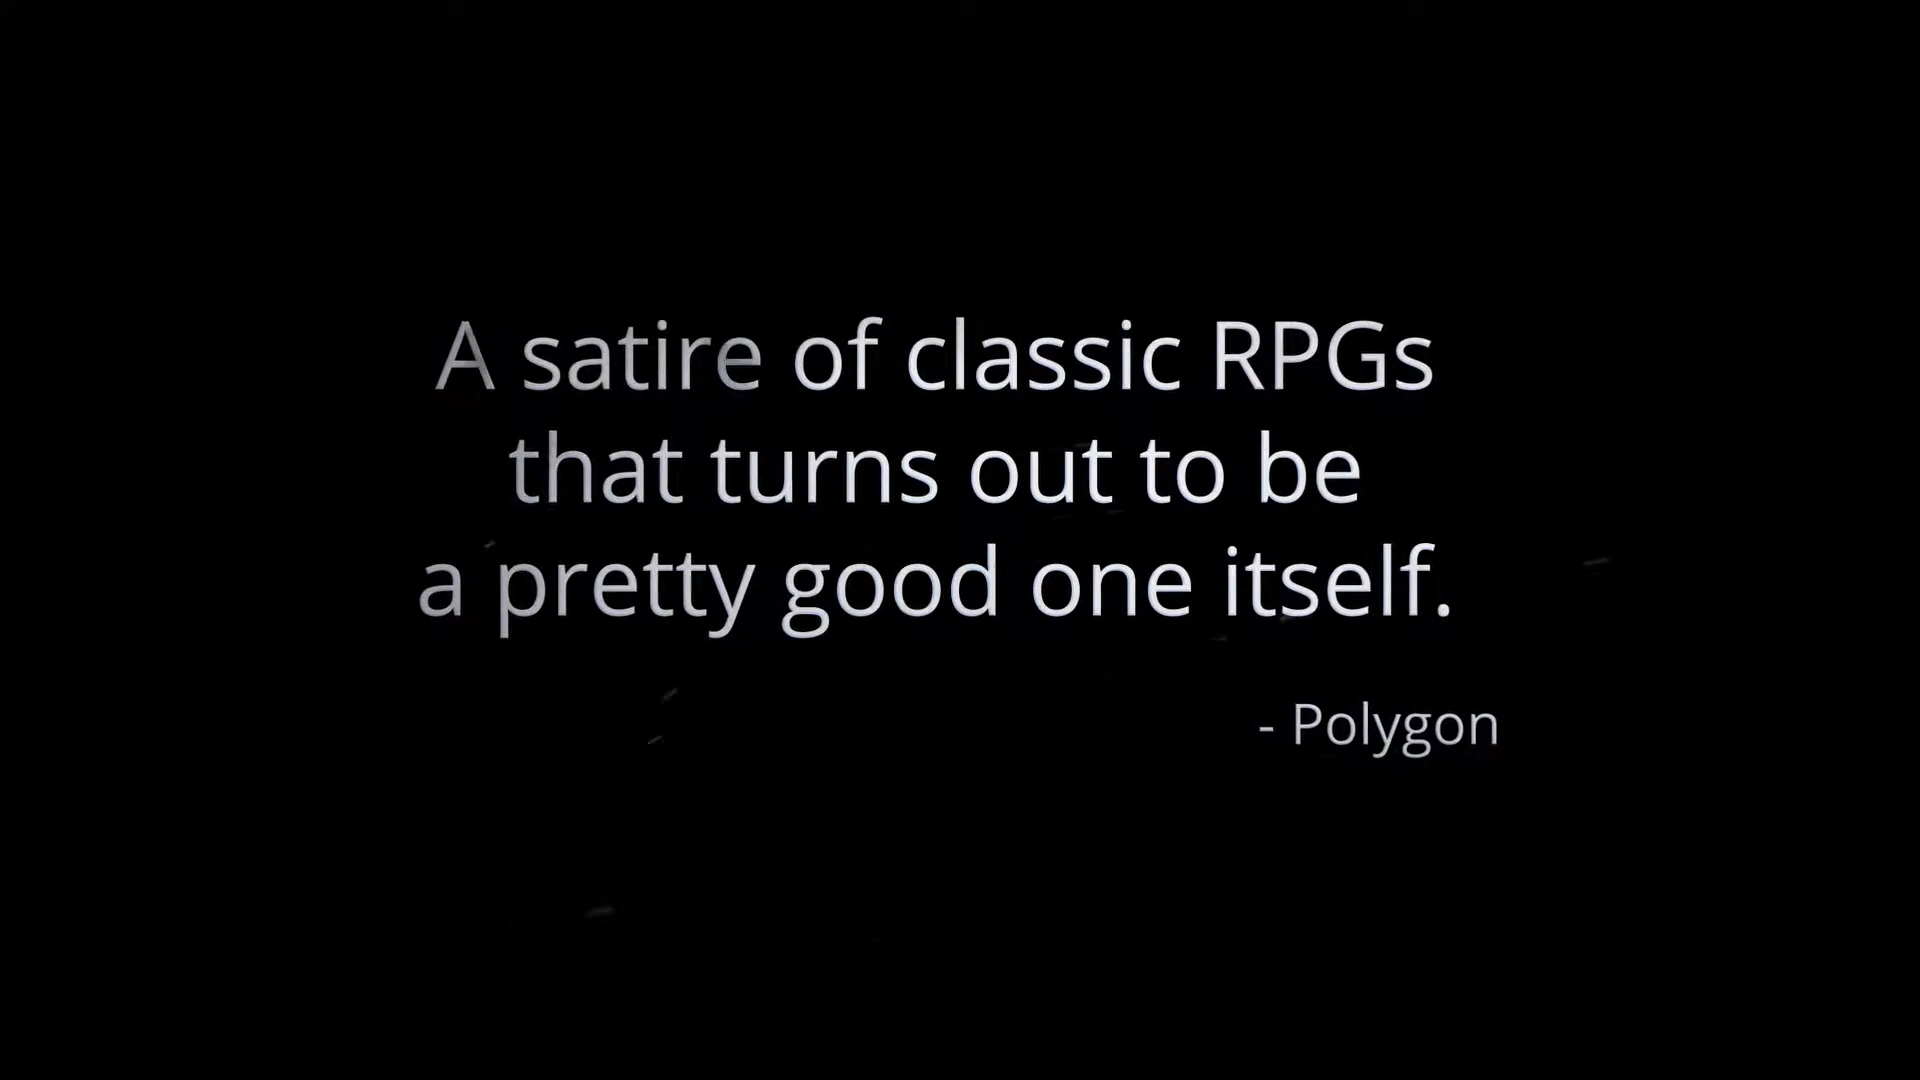 A satire of classic RPGs
that turns out to be
a pretty good one itself.
- Polygon